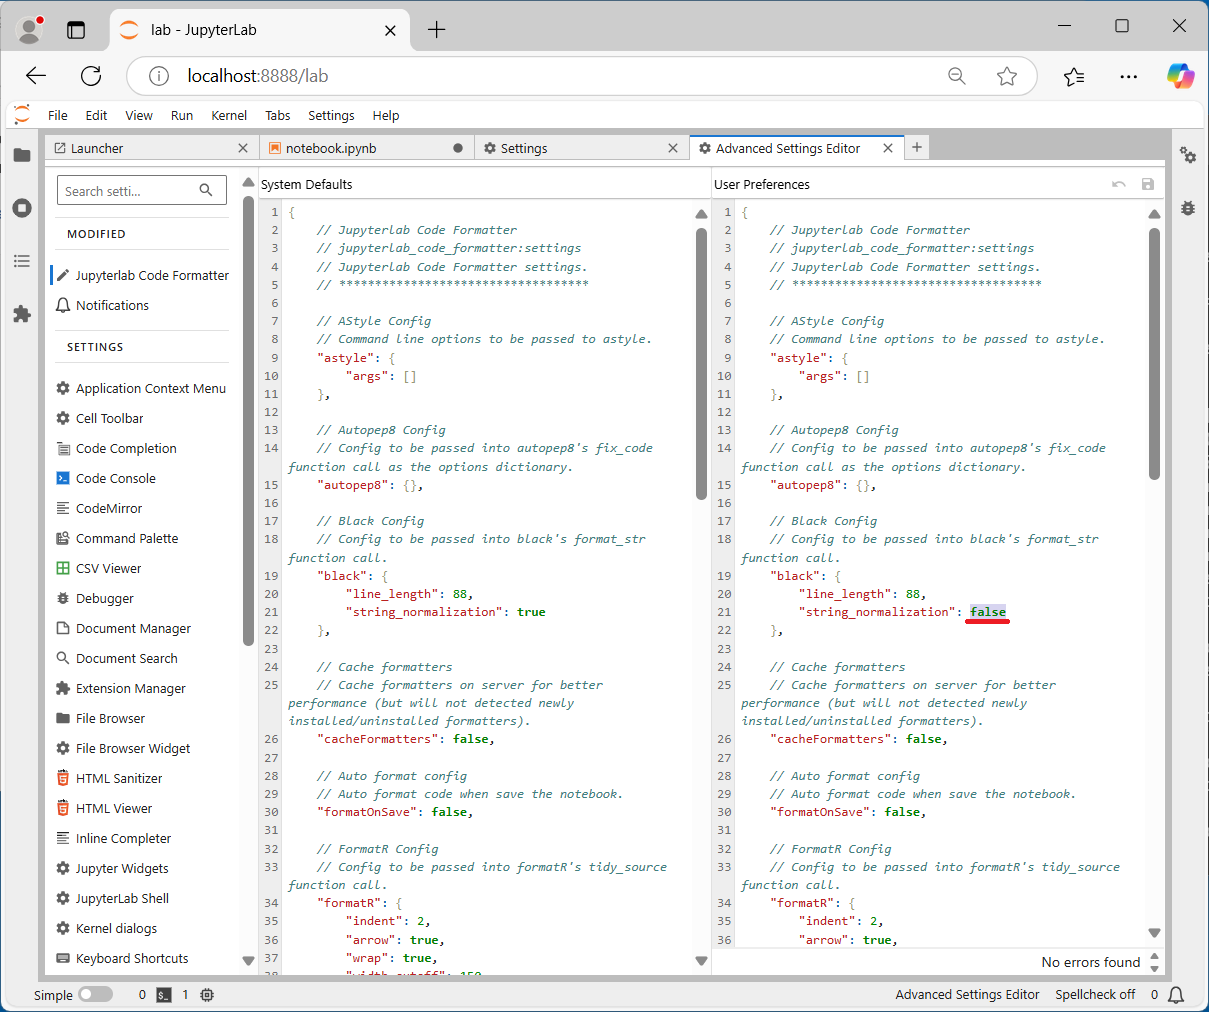 lab - JupyterLab
localhost:8888/lab
File Edit View Run Kernel Tabs Settings Help
Launcher
notebook.ipynb
Settings
Advanced Settings Editor
Search setti...
MODIFIED
Jupyterlab Code Formatter
Notifications
SETTINGS
Application Context Menu
Cell Toolbar
Code Completion
Code Console
CodeMirror
Command Palette
CSV Viewer
Debugger
Document Manager
Document Search
Extension Manager
File Browser
File Browser Widget
HTML Sanitizer
HTML Viewer
Inline Completer
Jupyter Widgets
JupyterLab Shell
Kernel dialogs
Keyboard Shortcuts
System Defaults
1 {
2 // Jupyterlab Code Formatter
3 // jupyterlab_code_formatter:settings
4 // Jupyterlab Code Formatter settings.
5 // ***********************************
6
7 // AStyle Config
8 // Command line options to be passed to astyle.
9 "astyle": {
10 "args": []
11 },
12
13 // Autopep8 Config
14 // Config to be passed into autopep8's fix_code
function call as the options dictionary.
15 "autopep8": {},
16
17 // Black Config
18 // Config to be passed into black's format_str
function call.
19 "black": {
20 "line_length": 88,
21 "string_normalization": true
22 },
23
24 // Cache formatters
25 // Cache formatters on server for better
performance (but will not detected newly
installed/uninstalled formatters).
26 "cacheFormatters": false,
27
28 // Auto format config
29 // Auto format code when save the notebook.
30 "formatOnSave": false,
31
32 // FormatR Config
33 // Config to be passed into formatR's tidy_source
function call.
34 "formatR": {
35 "indent": 2,
36 "arrow": true,
37 "wrap": true,
38 "width_cutoff": 150
User Preferences
1 {
2 // Jupyterlab Code Formatter
3 // jupyterlab_code_formatter:settings
4 // Jupyterlab Code Formatter settings.
5 // ***********************************
6
7 // AStyle Config
8 // Command line options to be passed to astyle.
9 "astyle": {
10 "args": []
11 },
12
13 // Autopep8 Config
14 // Config to be passed into autopep8's fix_code
function call as the options dictionary.
15 "autopep8": {},
16
17 // Black Config
18 // Config to be passed into black's format_str
function call.
19 "black": {
20 "line_length": 88,
21 "string_normalization": false
22 },
23
24 // Cache formatters
25 // Cache formatters on server for better
performance (but will not detected newly
installed/uninstalled formatters).
26 "cacheFormatters": false,
27
28 // Auto format config
29 // Auto format code when save the notebook.
30 "formatOnSave": false,
31
32 // FormatR Config
33 // Config to be passed into formatR's tidy_source
function call.
34 "formatR": {
35 "indent": 2,
36 "arrow": true,
No errors found
Simple 0 1 Advanced Settings Editor Spellcheck off 0